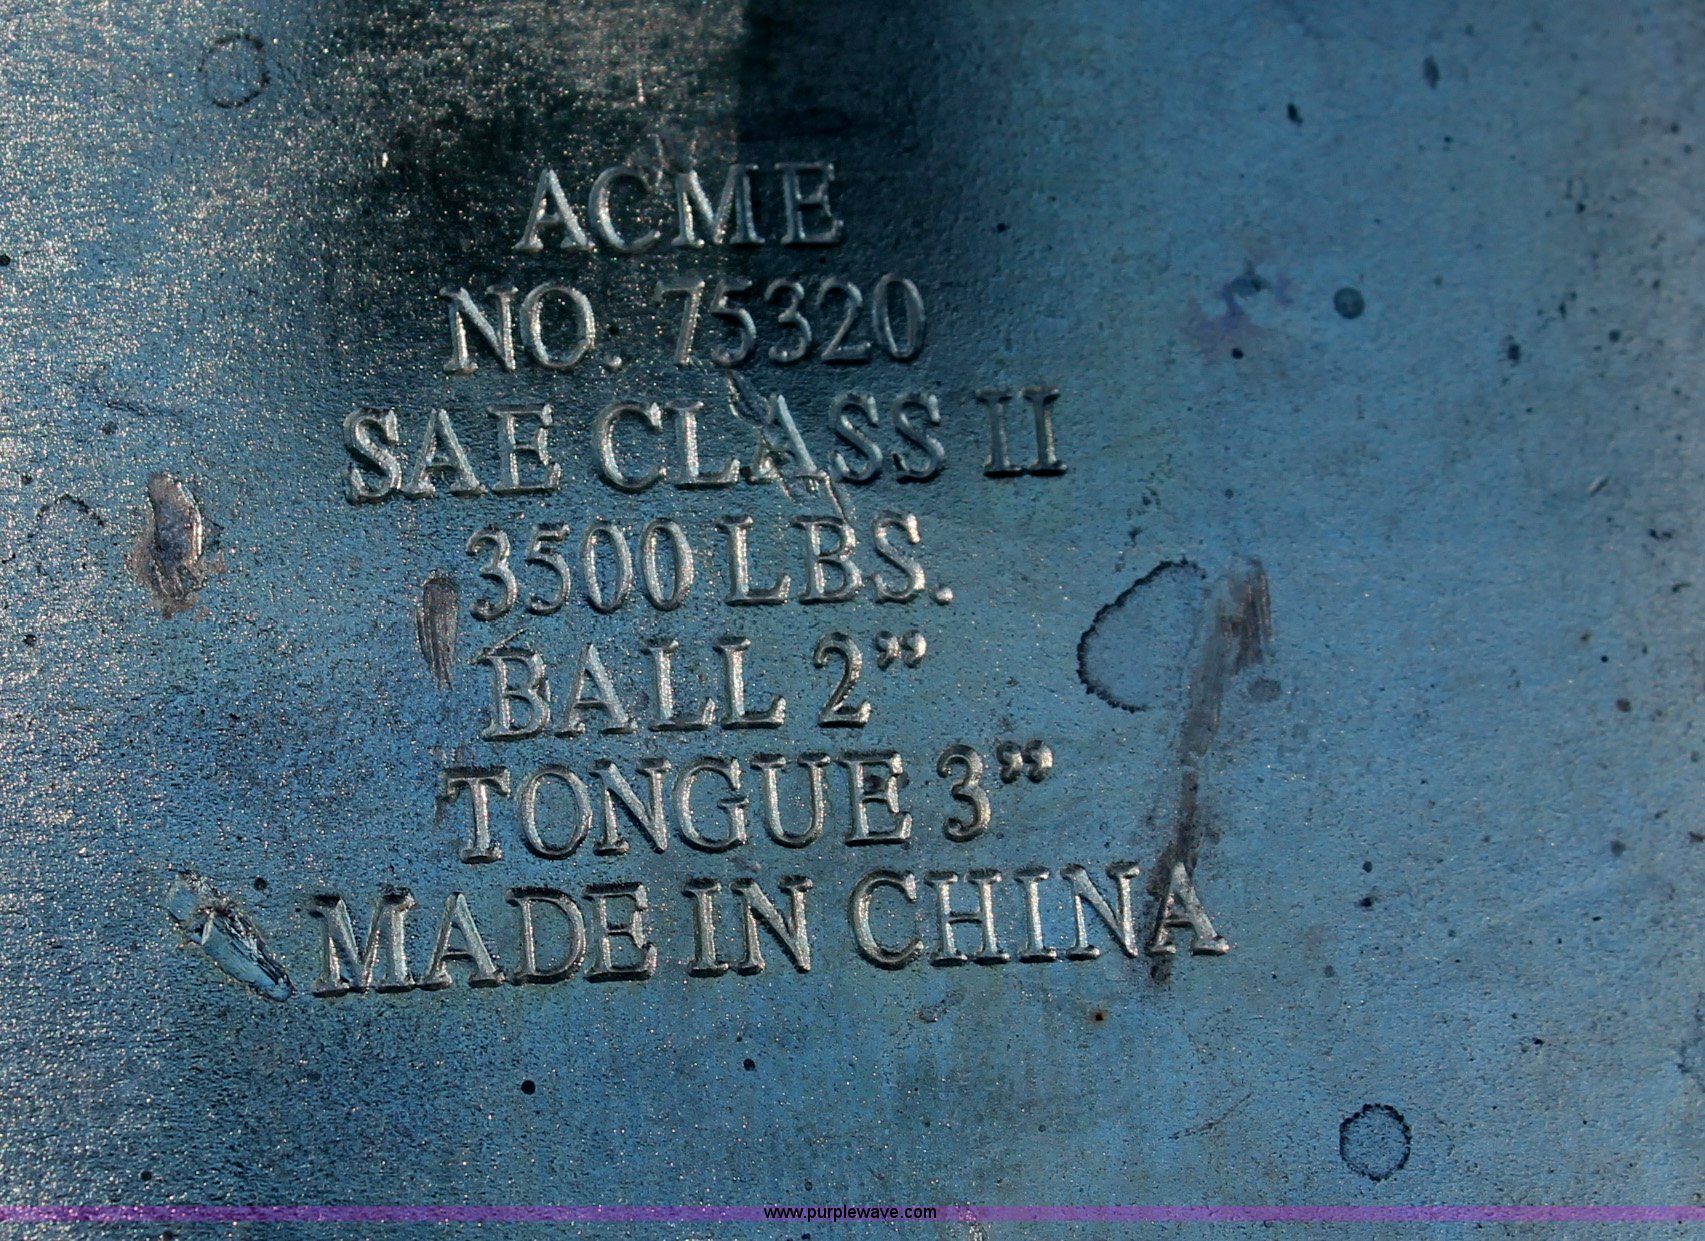 ACME
NO. 75320
SAE CLASS II
3500 LBS.
BALL 2”
TONGUE 3”
MADE IN CHINA
www.purplewave.com